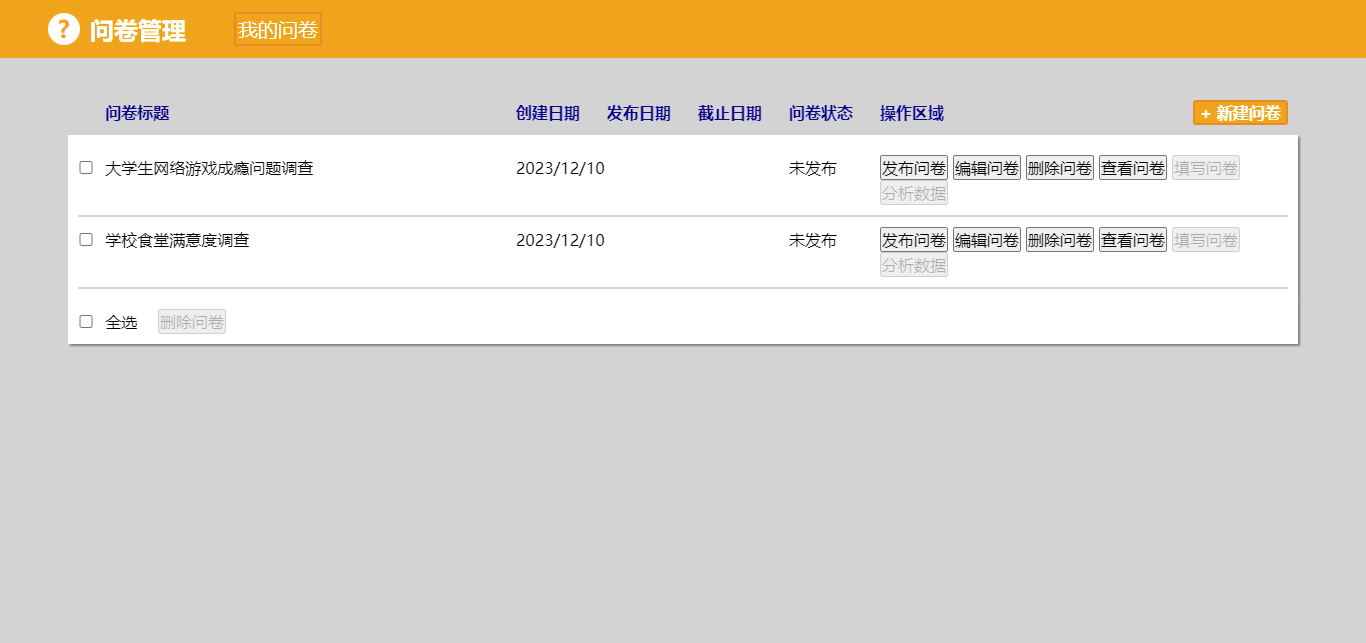 ? 问卷管理 我的问卷
问卷标题 创建日期 发布日期 截止日期 问卷状态 操作区域 + 新建问卷
大学生网络游戏成瘾问题调查 2023/12/10 未发布 发布问卷 编辑问卷 删除问卷 查看问卷 填写问卷
分析数据
学校食堂满意度调查 2023/12/10 未发布 发布问卷 编辑问卷 删除问卷 查看问卷 填写问卷
分析数据
全选 删除问卷